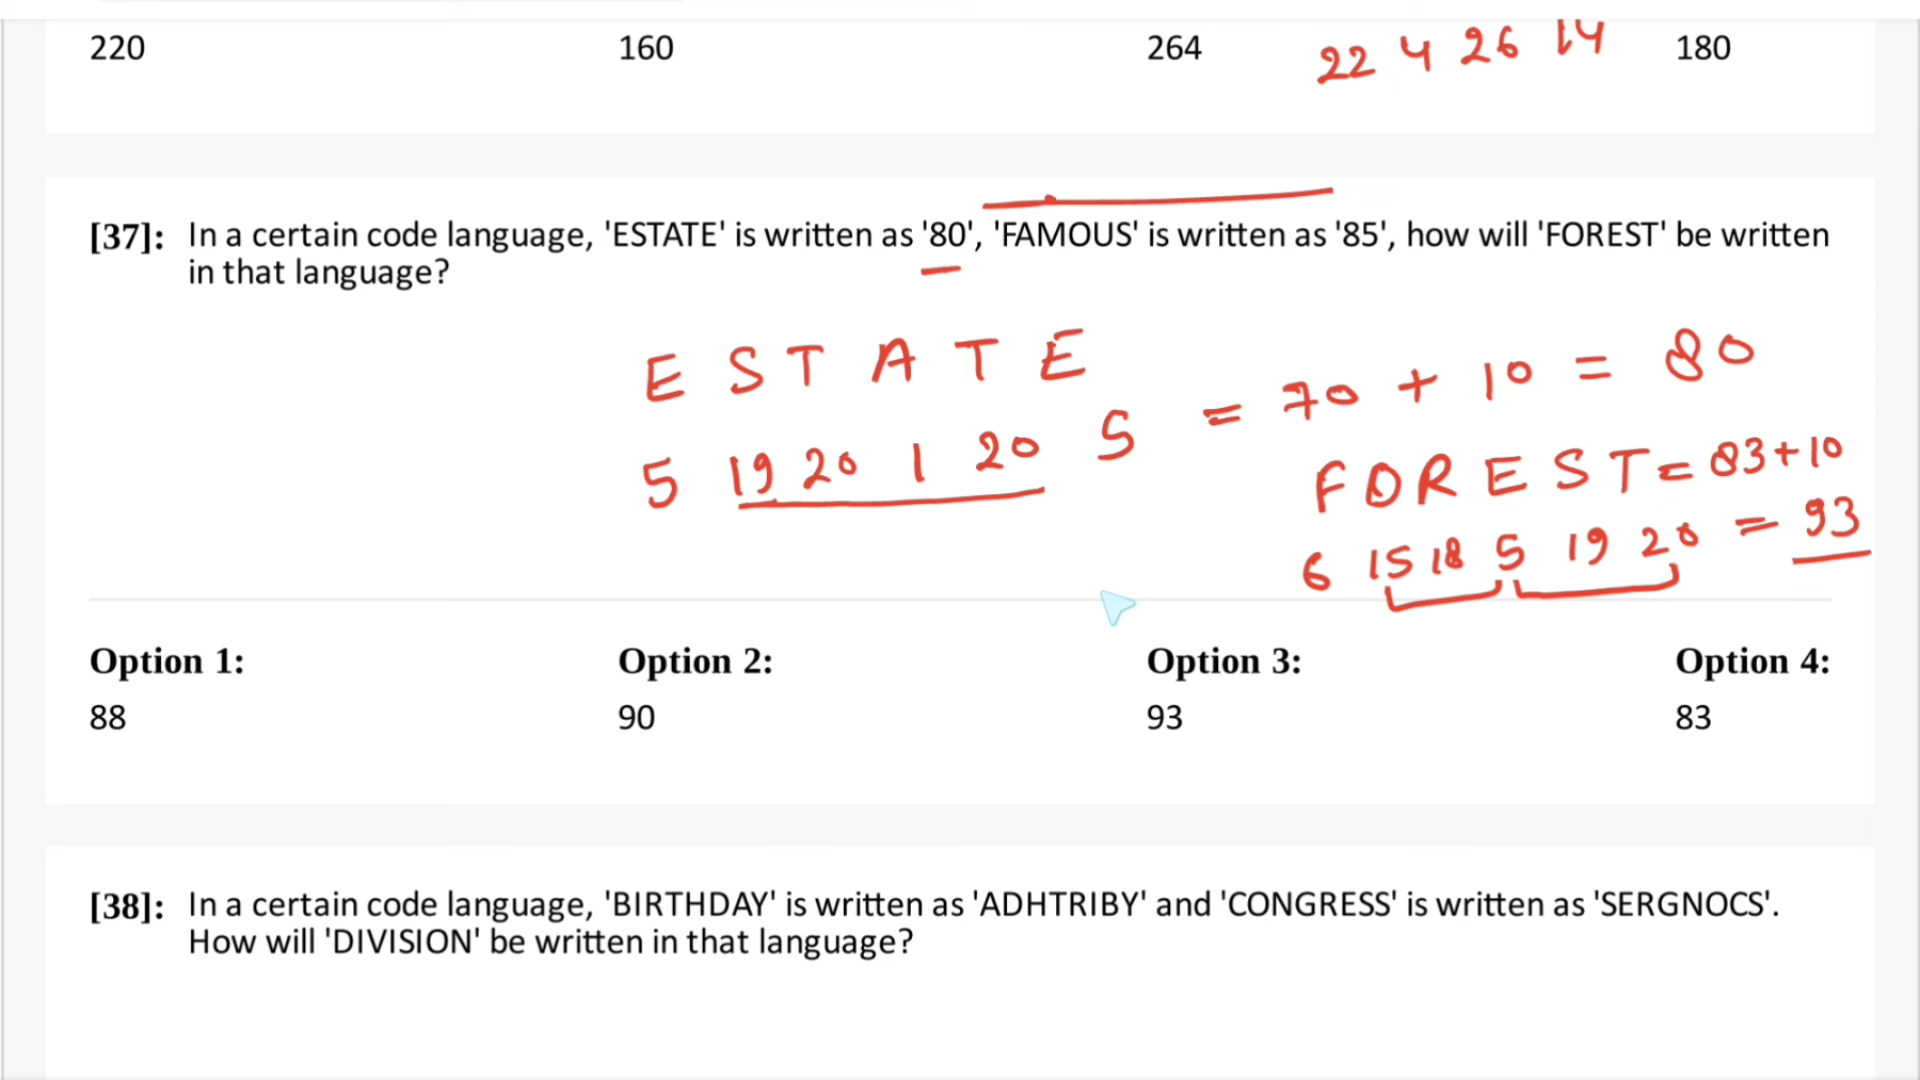 220 160 264 22 4 26 14 180
[37]: In a certain code language, 'ESTATE' is written as '80', 'FAMOUS' is written as '85', how will 'FOREST' be written
in that language?
E S T A T E
5 19 20 1 20 5 = 70 + 10 = 80
F O R E S T = 83+10
6 15 18 5 19 20 = 93
Option 1: Option 2: Option 3: Option 4:
88 90 93 83
[38]: In a certain code language, 'BIRTHDAY' is written as 'ADHTRIBY' and 'CONGRESS' is written as 'SERGNOCS'.
How will 'DIVISION' be written in that language?